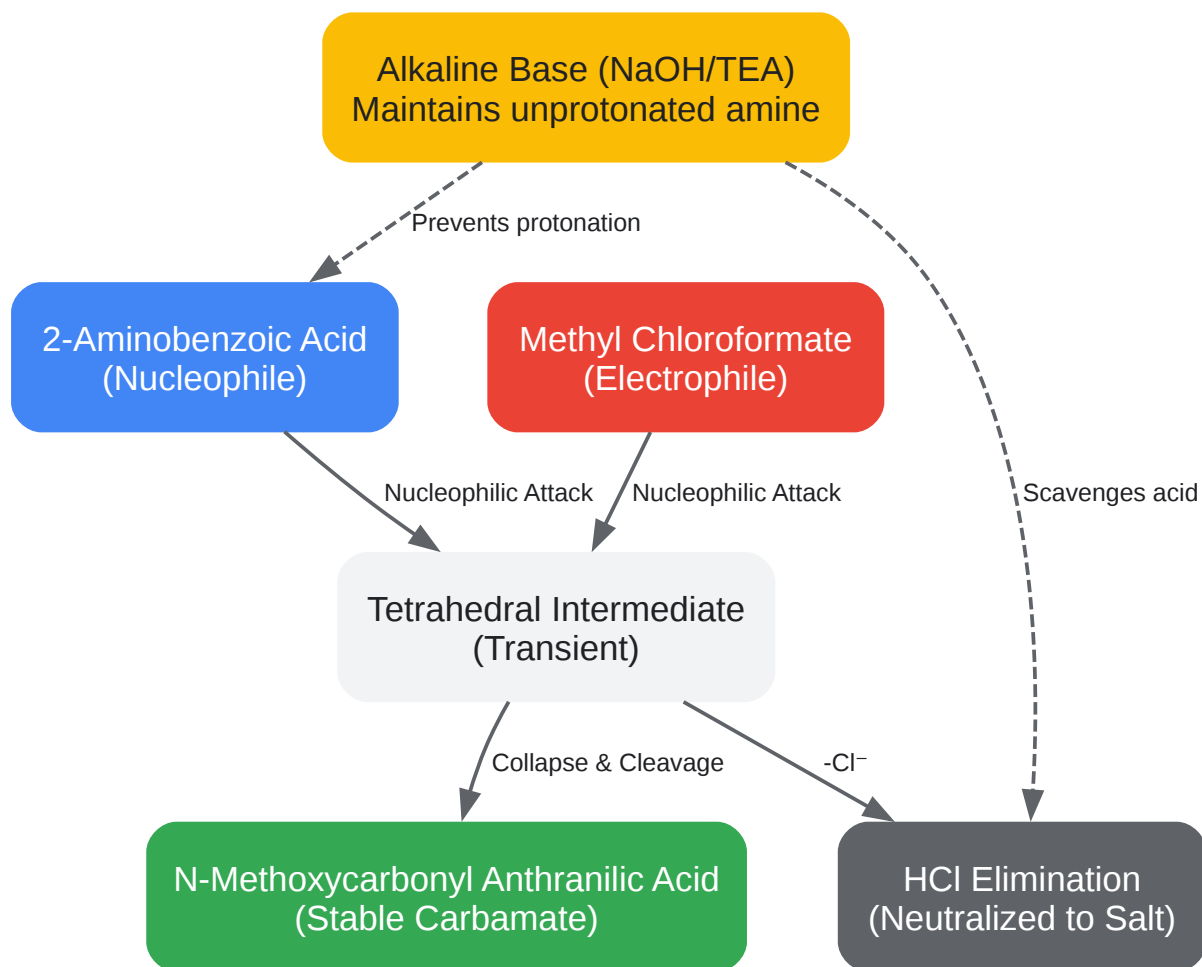 Alkaline Base (NaOH/TEA)
Maintains unprotonated amine
Prevents protonation
2-Aminobenzoic Acid
(Nucleophile)
Methyl Chloroformate
(Electrophile)
Nucleophilic Attack
Nucleophilic Attack
Scavenges acid
Tetrahedral Intermediate
(Transient)
Collapse & Cleavage
-Cl⁻
N-Methoxycarbonyl Anthranilic Acid
(Stable Carbamate)
HCl Elimination
(Neutralized to Salt)